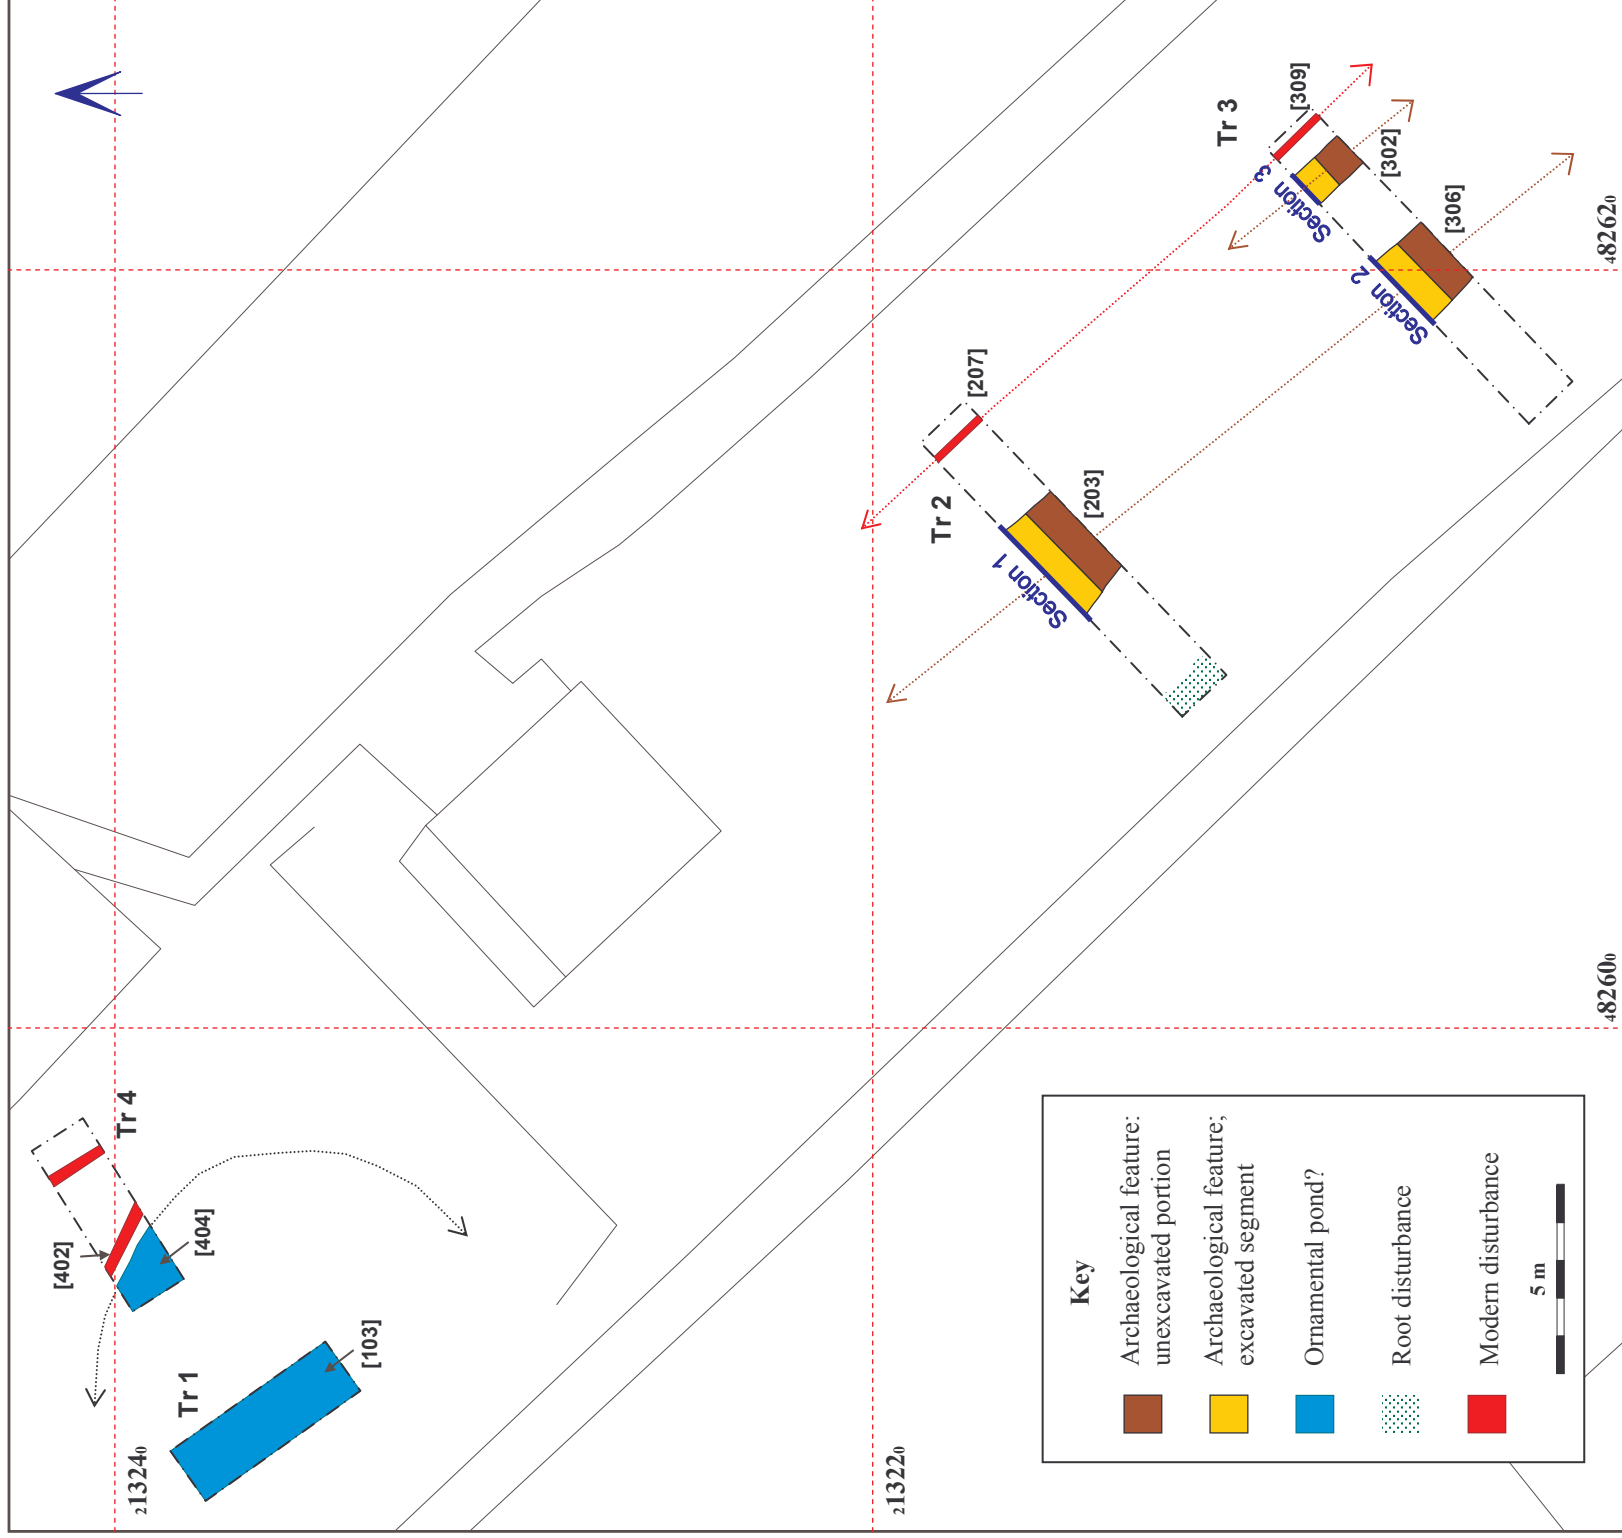 Tr 4
[402]
[404]
Tr 1
[103]
₂1324₀
Tr 2
[207]
[203]
Section 1
Tr 3
[309]
[302]
[306]
Section 3
Section 2
₂1322₀
₄8260₀
₄8262₀
Key
Archaeological feature:
unexcavated portion
Archaeological feature;
excavated segment
Ornamental pond?
Root disturbance
Modern disturbance
5 m